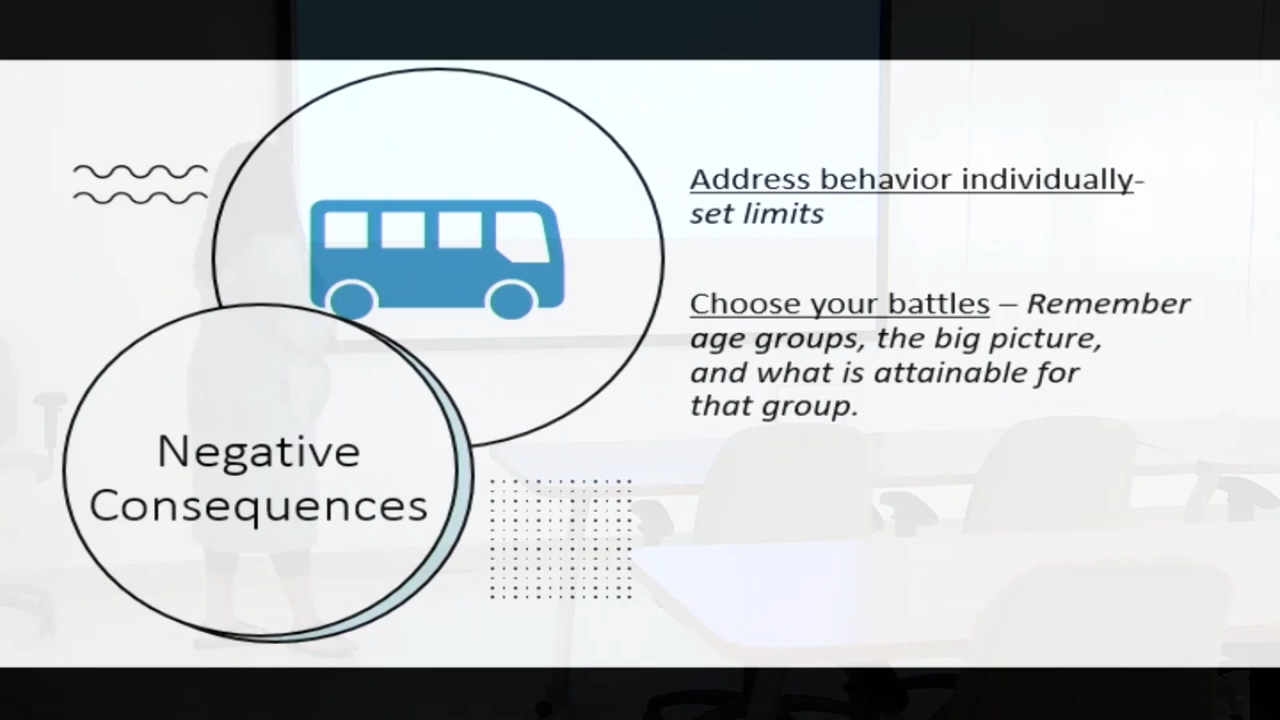 Address behavior individually-
set limits
Choose your battles – Remember
age groups, the big picture,
and what is attainable for
that group.
Negative
Consequences